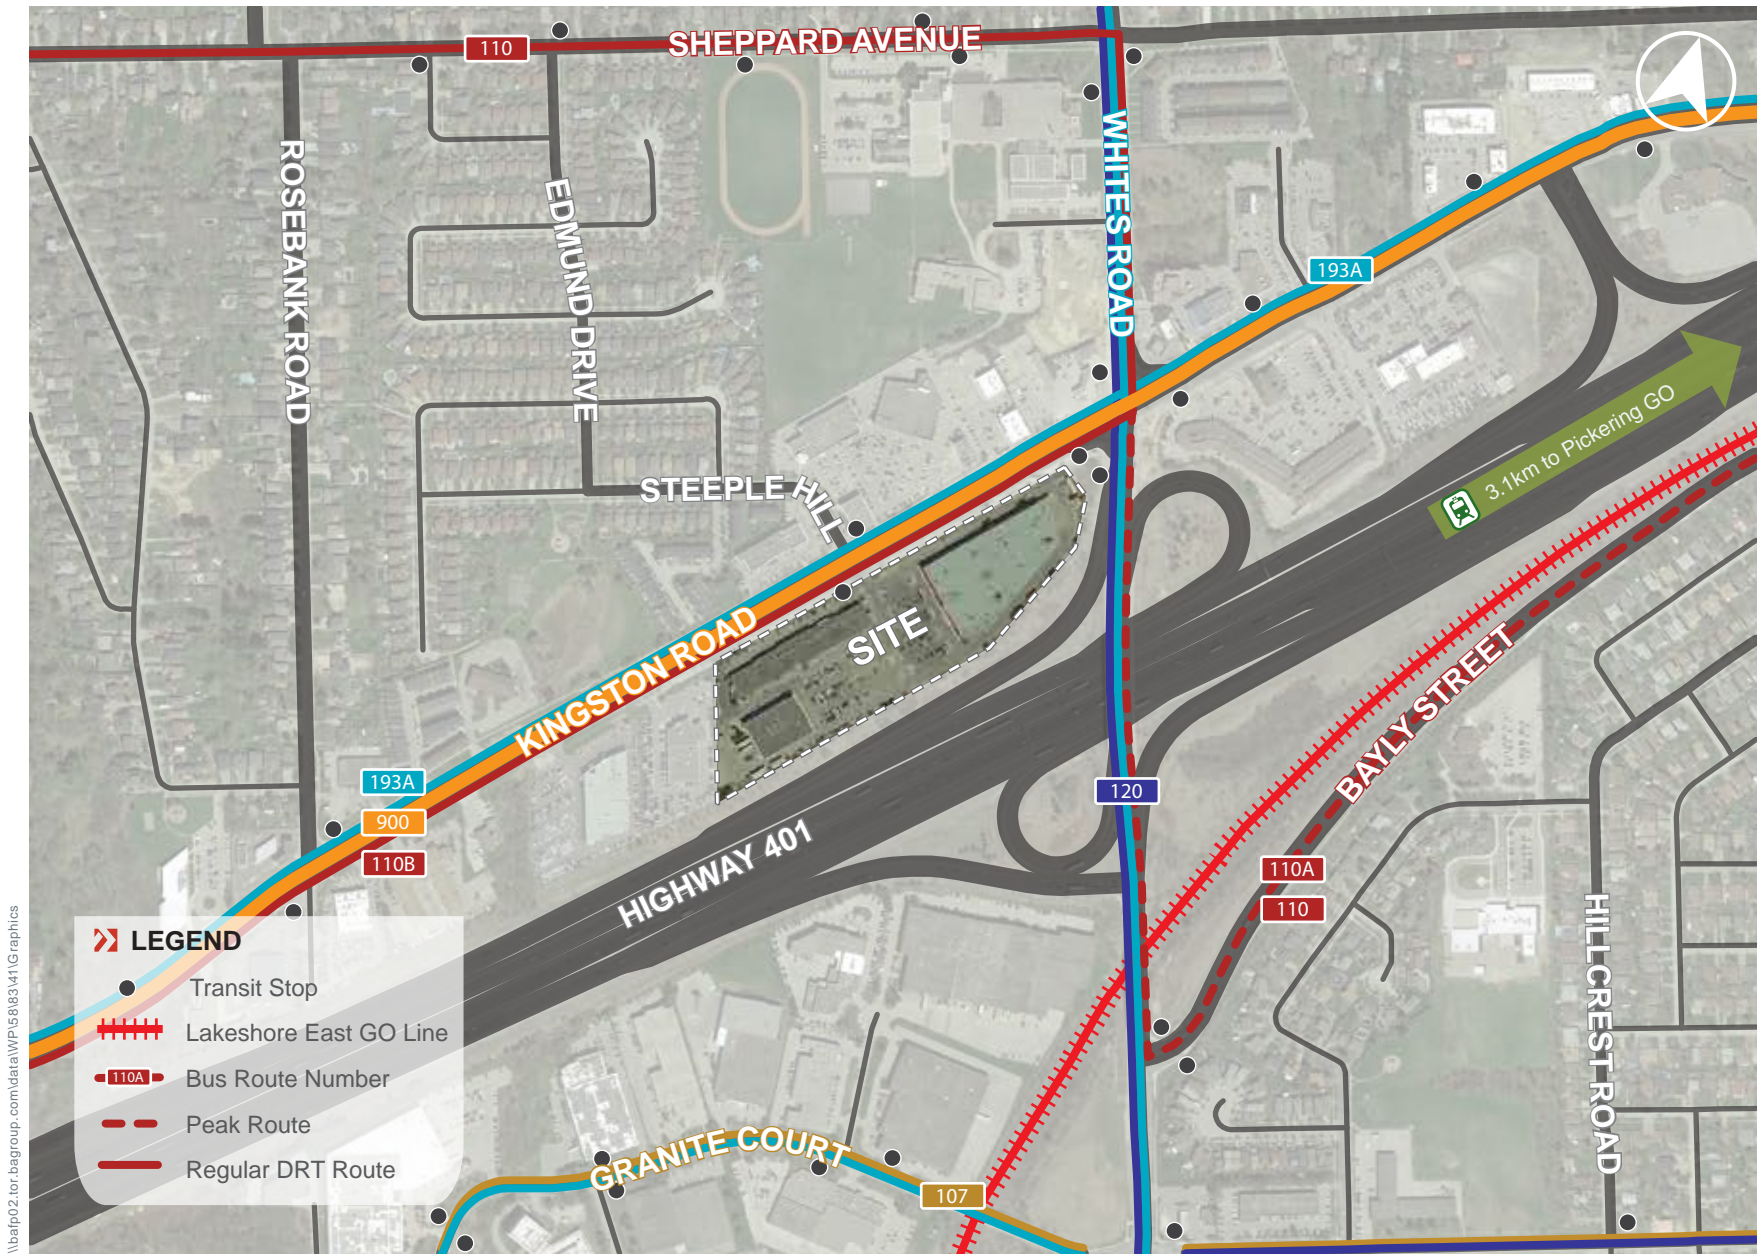 110
SHEPPARD AVENUE
WHITES ROAD
ROSEBANK ROAD
EDMUND DRIVE
193A
3.1km to Pickering GO
STEEPLE HILL
SITE
KINGSTON ROAD
BAYLY STREET
193A
900
110B
120
HIGHWAY 401
110A
110
HILLCREST ROAD
LEGEND
Transit Stop
Lakeshore East GO Line
110A Bus Route Number
Peak Route
Regular DRT Route
GRANITE COURT
107
\\bafp02.tor.bagroup.com\data\WP\58\83\41\Graphics